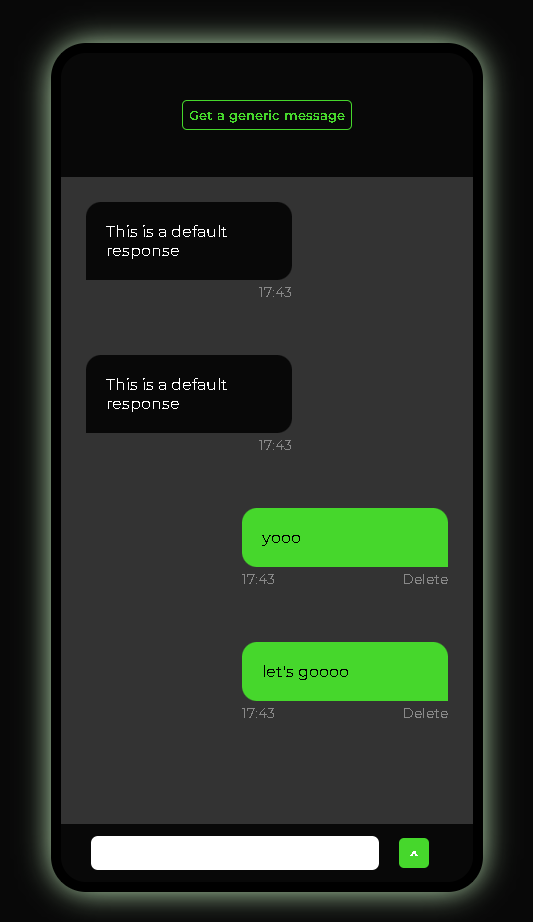 Get a generic message
This is a default
response
17:43
This is a default
response
17:43
yooo
17:43 Delete
let's goooo
17:43 Delete
^